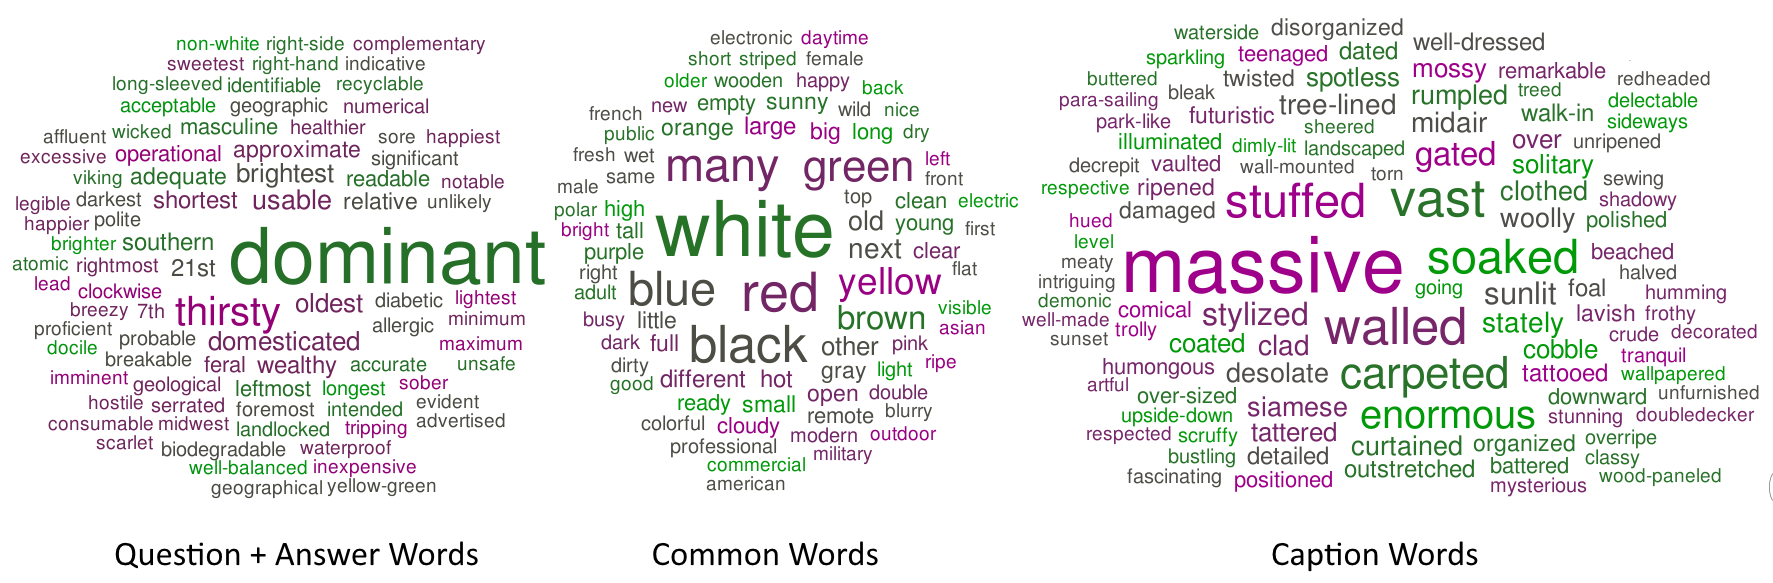 non-white right-side complementary
sweetest right-hand indicative
long-sleeved identifiable recyclable
acceptable geographic numerical
affluent wicked masculine healthier sore happiest
excessive operational approximate significant
viking adequate brightest readable notable
legible darkest shortest usable relative unlikely
happier polite
brighter southern dominant
atomic rightmost 21st
lead clockwise thirsty oldest diabetic lightest
breezy 7th allergic minimum
proficient probable domesticated maximum
docile breakable feral wealthy accurate unsafe
imminent geological leftmost longest sober
hostile serrated foremost intended evident
consumable midwest landlocked tripping advertised
scarlet biodegradable waterproof
well-balanced inexpensive
geographical yellow-green
Question + Answer Words
electronic daytime
short striped female
older wooden happy back
french new empty sunny wild nice
public orange large big long dry
fresh wet many green left
male same front
polar high white top clean electric
bright tall old young first
purple next clear
right blue red yellow flat
adult brown visible
busy little black asian
dark full other pink
dirty gray light ripe
good different hot open double
ready small remote blurry
colorful cloudy modern outdoor
professional military
commercial
american
Common Words
waterside disorganized well-dressed
sparkling teenaged dated
buttered twisted spotless mossy remarkable redheaded
para-sailing bleak tree-lined rumpled treed delectable
park-like futuristic sheered midair walk-in sideways
illuminated dimly-lit landscaped gated over unripened
decrepit vaulted wall-mounted torn solitary
respective ripened stuffed vast clothed sewing
hued damaged woolly polished shadowy
level massive soaked beached
meaty halved
intriguing going sunlit foal humming
demonic comical stylized walled stately lavish frothy
well-made trolly crude decorated
sunset coated clad cobble tranquil
humongous desolate carpeted tattooed wallpapered
artful over-sized siamese enormous downward unfurnished
upside-down stunning doubledecker
respected scruffy tattered curtained organized overripe
bustling detailed outstretched battered classy
fascinating positioned mysterious wood-paneled
Caption Words